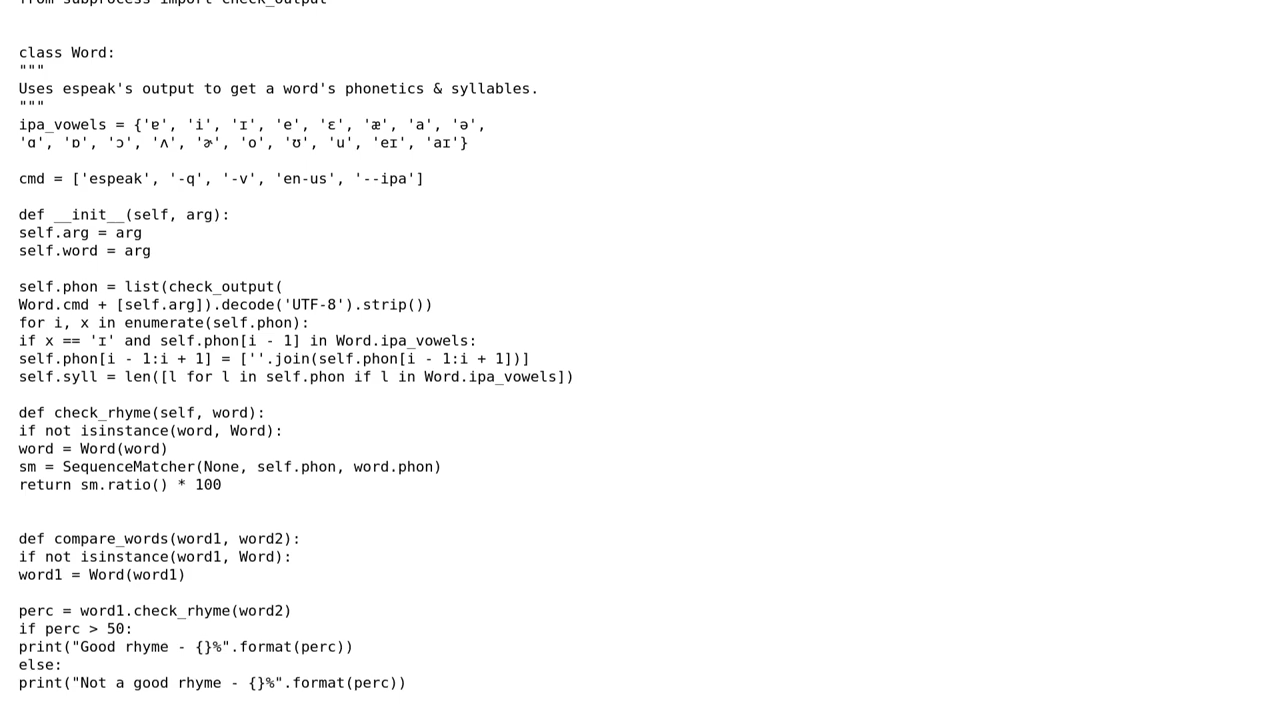 from subprocess import check_output
class Word:
"""
Uses espeak's output to get a word's phonetics & syllables.
"""
ipa_vowels = {'ɐ', 'i', 'ɪ', 'e', 'ɛ', 'æ', 'a', 'ə',
'ɑ', 'ɒ', 'ɔ', 'ʌ', 'ɚ', 'o', 'ʊ', 'u', 'eɪ', 'aɪ'}
cmd = ['espeak', '-q', '-v', 'en-us', '--ipa']
def __init__(self, arg):
self.arg = arg
self.word = arg
self.phon = list(check_output(
Word.cmd + [self.arg]).decode('UTF-8').strip())
for i, x in enumerate(self.phon):
if x == 'ɪ' and self.phon[i - 1] in Word.ipa_vowels:
self.phon[i - 1:i + 1] = [''.join(self.phon[i - 1:i + 1])]
self.syll = len([l for l in self.phon if l in Word.ipa_vowels])
def check_rhyme(self, word):
if not isinstance(word, Word):
word = Word(word)
sm = SequenceMatcher(None, self.phon, word.phon)
return sm.ratio() * 100
def compare_words(word1, word2):
if not isinstance(word1, Word):
word1 = Word(word1)
perc = word1.check_rhyme(word2)
if perc > 50:
print("Good rhyme - {}%".format(perc))
else:
print("Not a good rhyme - {}%".format(perc))